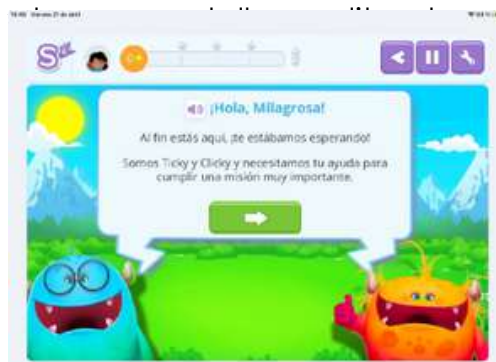 ¡Hola, Milagrosa!
Al fin estás aquí, ¡te estábamos esperando!
Somos Ticky y Clicky y necesitamos tu ayuda para
cumplir una misión muy importante.